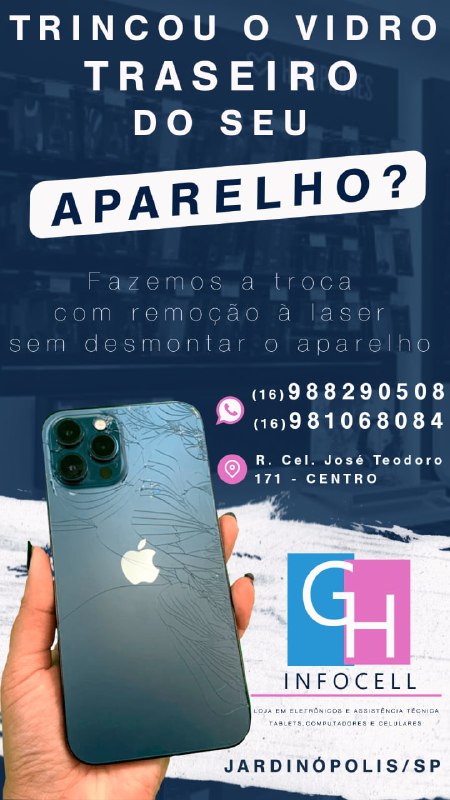 TRINCOU O VIDRO
TRASEIRO
DO SEU
APARELHO?
Fazemos a troca
com remoção à laser
sem desmontar o aparelho
(16)988290508
(16)981068084
R. Cel. José Teodoro
171 - CENTRO
GH
INFOCELL
LOJA EM ELETRÔNICOS E ASSISTÊNCIA TÉCNICA
TABLETS,COMPUTADORES E CELULARES
JARDINÓPOLIS/SP